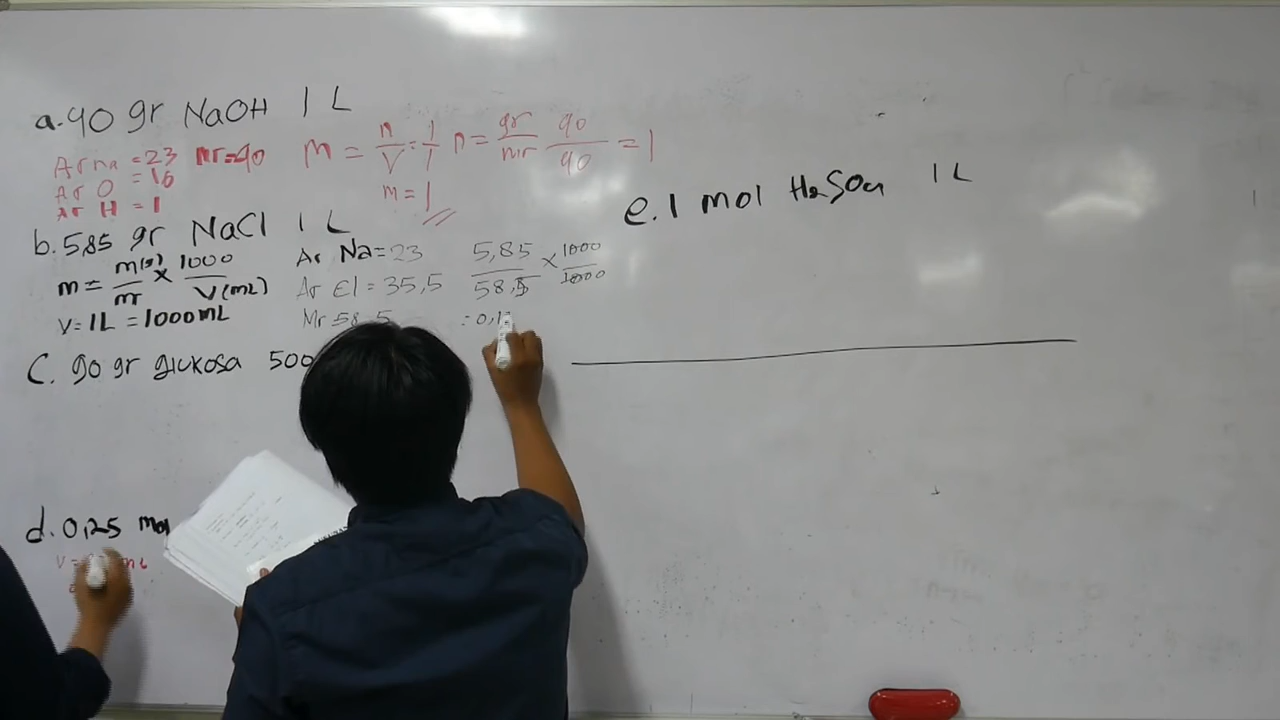 a. 40 gr NaOH 1 L
Ar Na = 23 Mr = 40
Ar O = 16
Ar H = 1
M = n/V = 1/1 n = gr/mr 40/40 = 1
m = 1
b. 5,85 gr NaCl 1 L
m = m(g)/mr x 1000/V(mL)
V = 1L = 1000 mL
Ar Na = 23
Ar Cl = 35,5
Mr = 58,5
5,85/58,5 x 1000/1000
= 0,1
C. 90 gr glukosa 500
d. 0,25 mol
e. 1 mol H2SO4 1 L